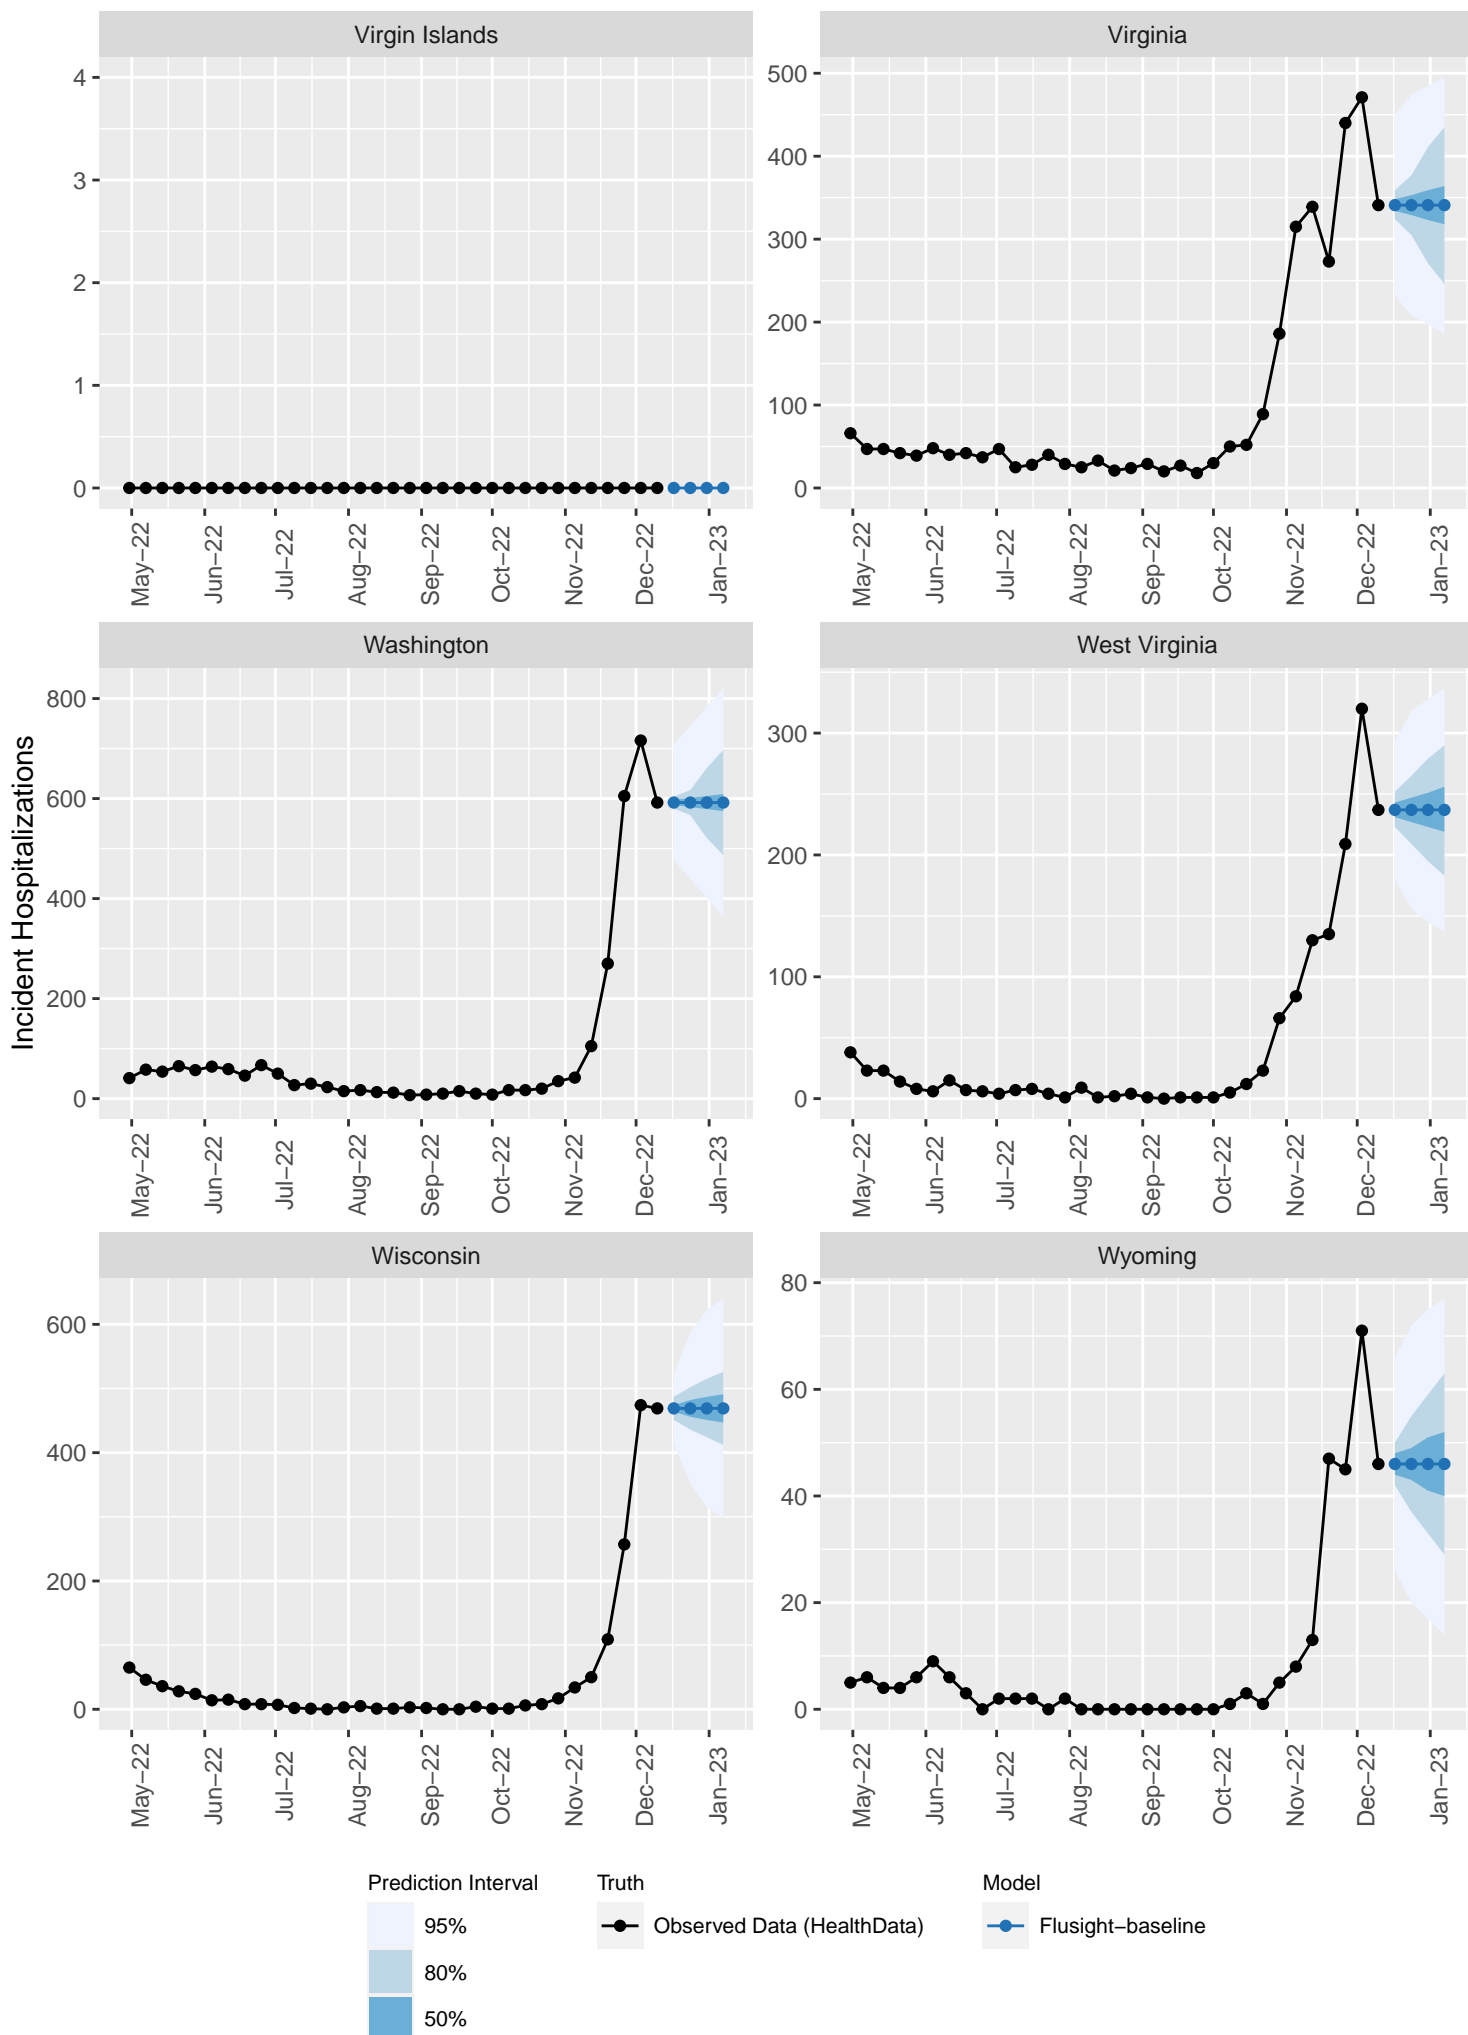 Virgin Islands
Virginia
4
3
2
1
0
500
400
300
200
100
0
May−22
Jun−22
Jul−22
Aug−22
Sep−22
Oct−22
Nov−22
Dec−22
Jan−23
May−22
Jun−22
Jul−22
Aug−22
Sep−22
Oct−22
Nov−22
Dec−22
Jan−23
Incident Hospitalizations
Washington
West Virginia
800
600
400
200
0
300
200
100
0
May−22
Jun−22
Jul−22
Aug−22
Sep−22
Oct−22
Nov−22
Dec−22
Jan−23
May−22
Jun−22
Jul−22
Aug−22
Sep−22
Oct−22
Nov−22
Dec−22
Jan−23
Wisconsin
Wyoming
600
400
200
0
80
60
40
20
0
May−22
Jun−22
Jul−22
Aug−22
Sep−22
Oct−22
Nov−22
Dec−22
Jan−23
May−22
Jun−22
Jul−22
Aug−22
Sep−22
Oct−22
Nov−22
Dec−22
Jan−23
Prediction Interval
95%
80%
50%
Truth
Observed Data (HealthData)
Model
Flusight−baseline